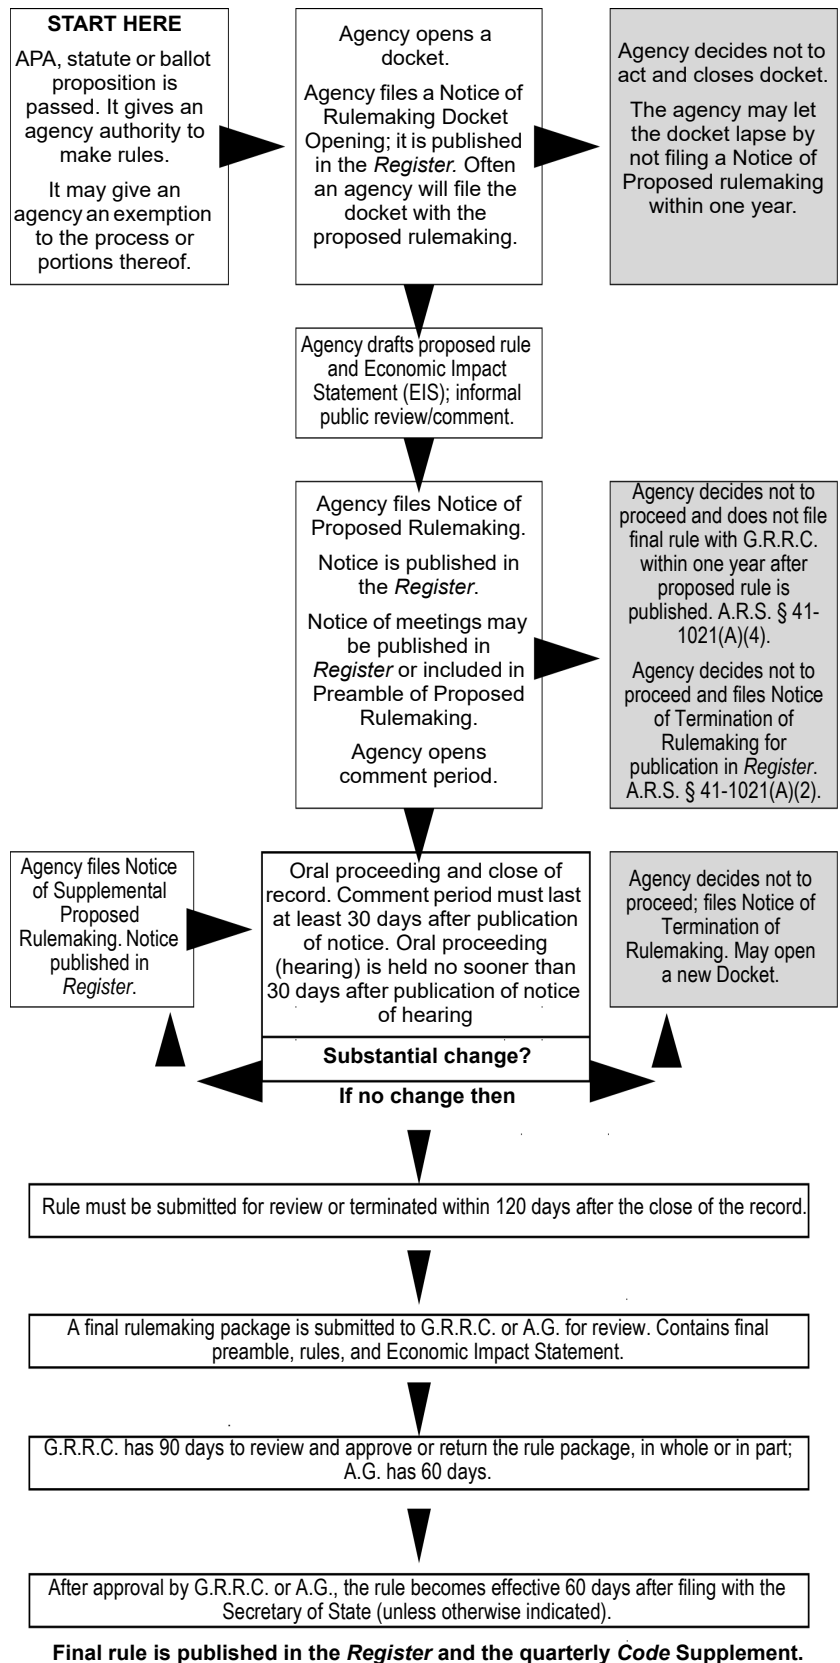 START HERE
APA, statute or ballot
proposition is
passed. It gives an
agency authority to
make rules.
It may give an
agency an exemption
to the process or
portions thereof.
Agency opens a
docket.
Agency files a Notice of
Rulemaking Docket
Opening; it is published
in the Register. Often
an agency will file the
docket with the
proposed rulemaking.
Agency decides not to
act and closes docket.
The agency may let
the docket lapse by
not filing a Notice of
Proposed rulemaking
within one year.
Agency drafts proposed rule
and Economic Impact
Statement (EIS); informal
public review/comment.
Agency files Notice of
Proposed Rulemaking.
Notice is published in
the Register.
Notice of meetings may
be published in
Register or included in
Preamble of Proposed
Rulemaking.
Agency opens
comment period.
Agency decides not to
proceed and does not file
final rule with G.R.R.C.
within one year after
proposed rule is
published. A.R.S. § 41-
1021(A)(4).
Agency decides not to
proceed and files Notice
of Termination of
Rulemaking for
publication in Register.
A.R.S. § 41-1021(A)(2).
Agency files Notice
of Supplemental
Proposed
Rulemaking. Notice
published in
Register.
Oral proceeding and close of
record. Comment period must last
at least 30 days after publication
of notice. Oral proceeding
(hearing) is held no sooner than
30 days after publication of notice
of hearing
Agency decides not to
proceed; files Notice of
Termination of
Rulemaking. May open
a new Docket.
Substantial change?
If no change then
Rule must be submitted for review or terminated within 120 days after the close of the record.
A final rulemaking package is submitted to G.R.R.C. or A.G. for review. Contains final
preamble, rules, and Economic Impact Statement.
G.R.R.C. has 90 days to review and approve or return the rule package, in whole or in part;
A.G. has 60 days.
After approval by G.R.R.C. or A.G., the rule becomes effective 60 days after filing with the
Secretary of State (unless otherwise indicated).
Final rule is published in the Register and the quarterly Code Supplement.